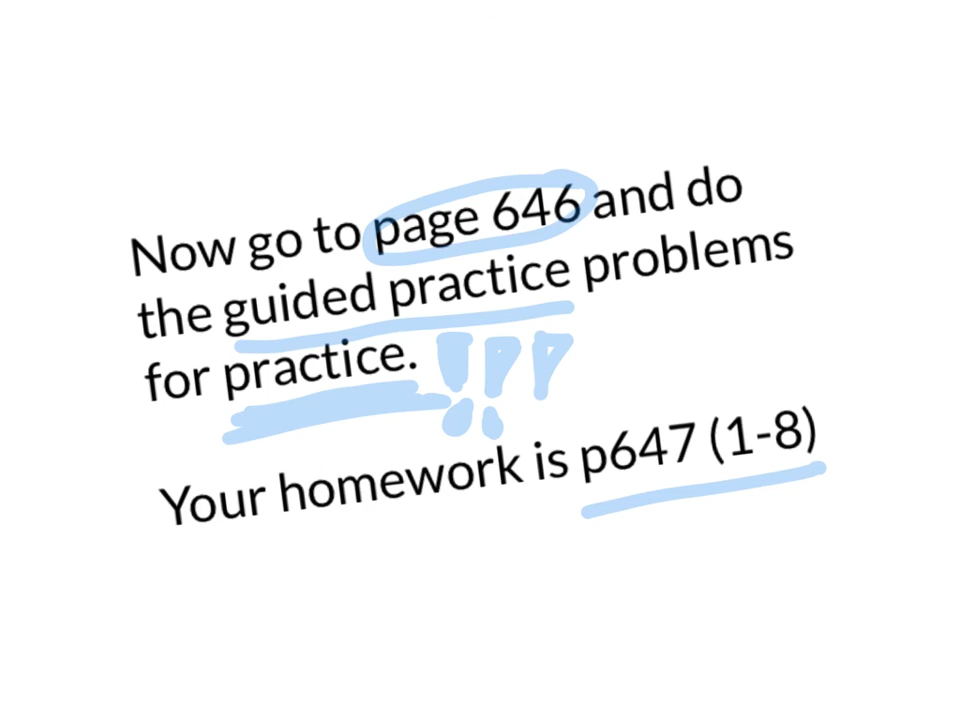 Now go to page 646 and do
the guided practice problems
for practice. !!!
Your homework is p647 (1-8)